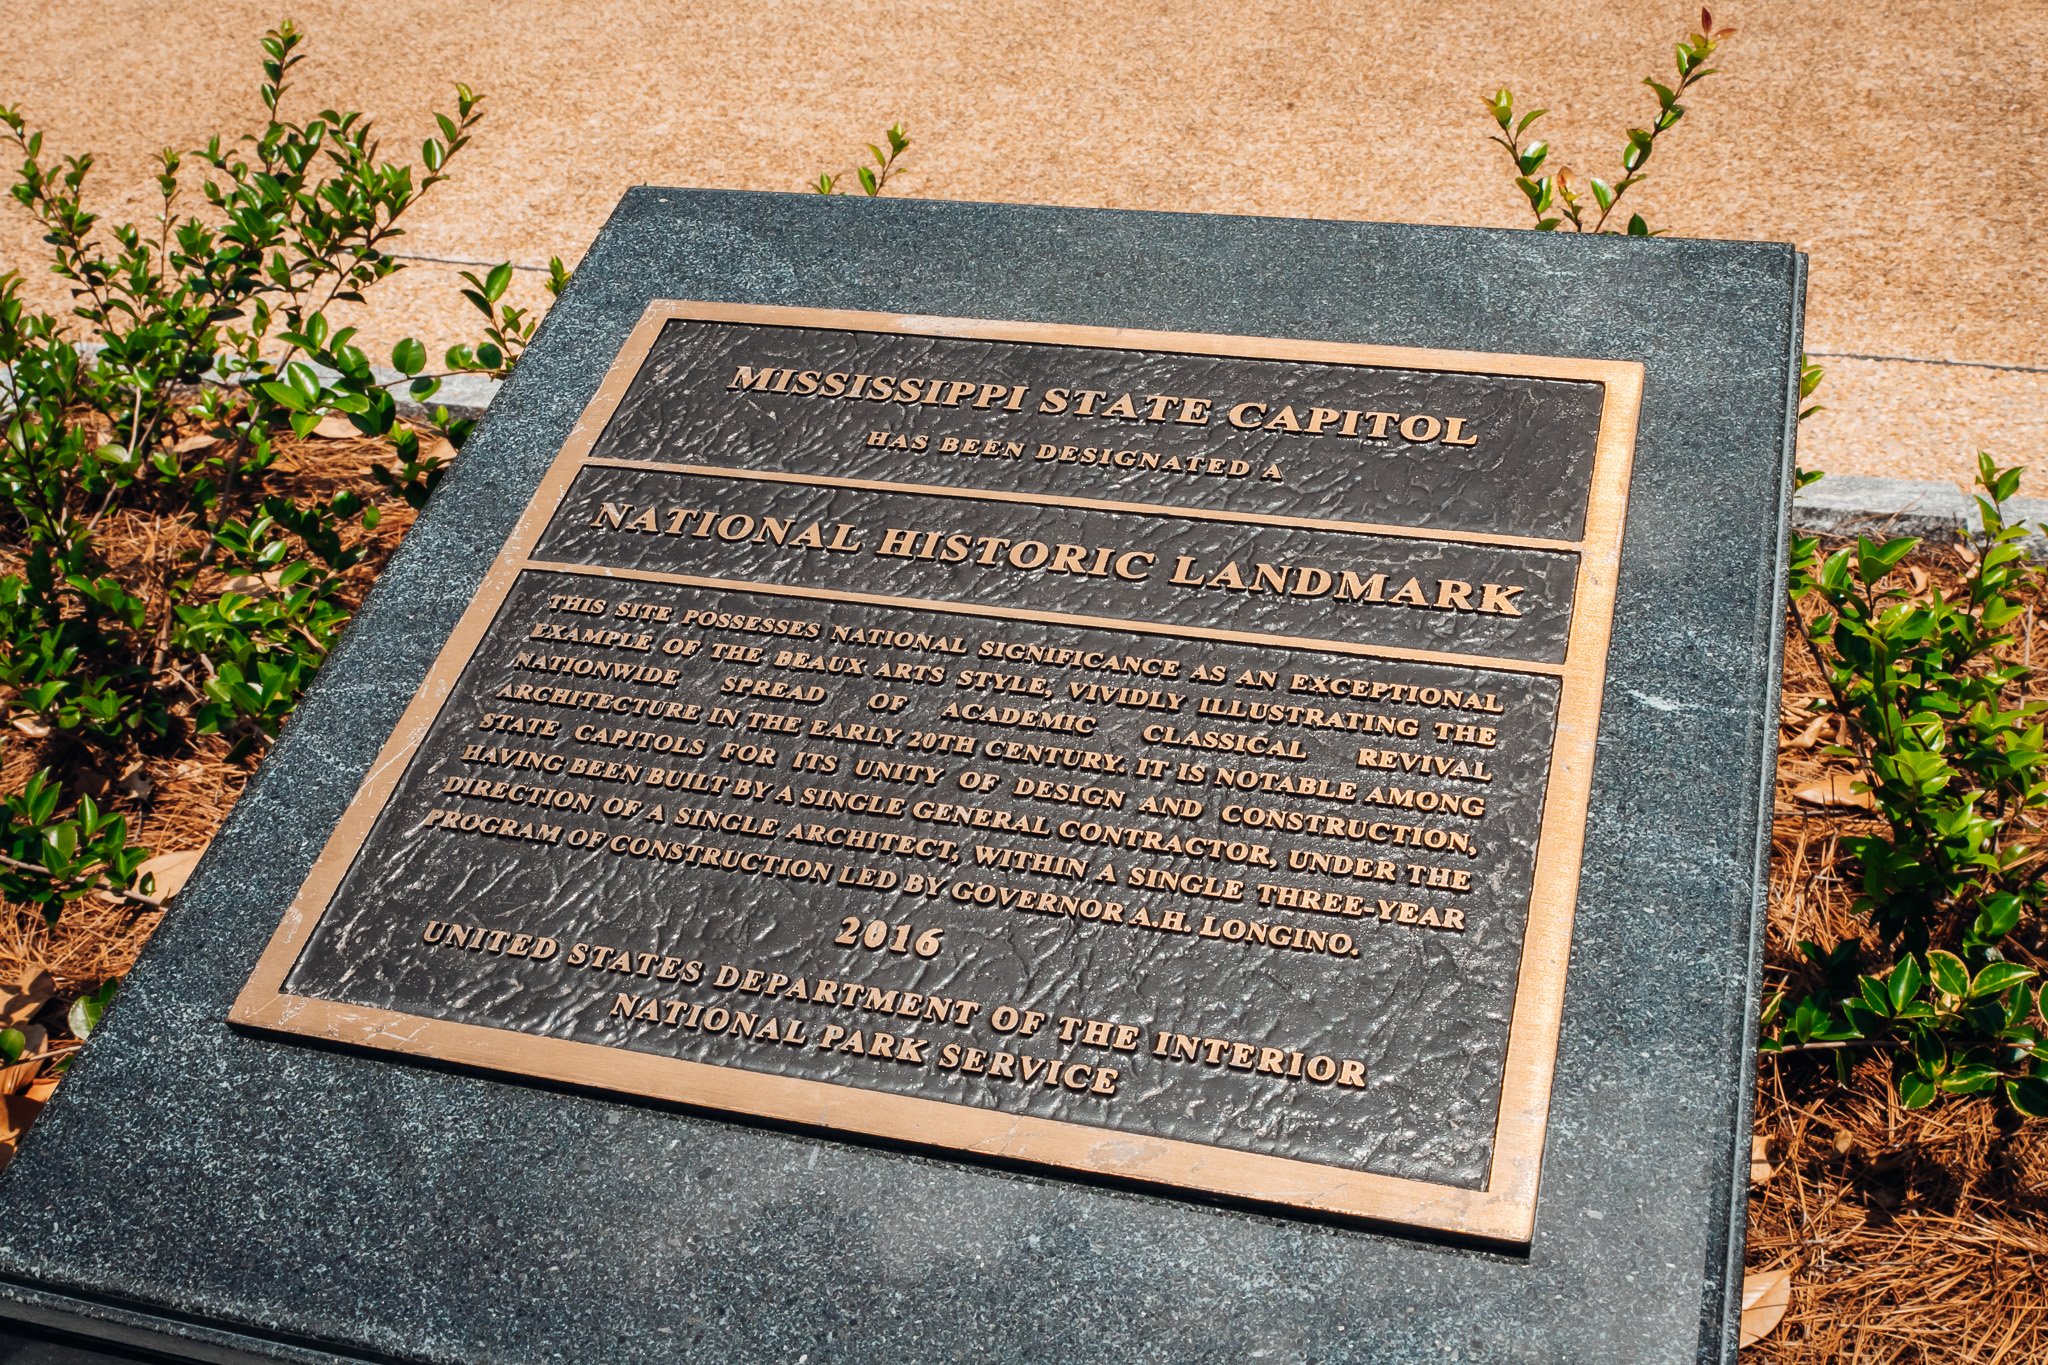 MISSISSIPPI STATE CAPITOL
HAS BEEN DESIGNATED A
NATIONAL HISTORIC LANDMARK
THIS SITE POSSESSES NATIONAL SIGNIFICANCE AS AN EXCEPTIONAL
EXAMPLE OF THE BEAUX ARTS STYLE, VIVIDLY ILLUSTRATING THE
NATIONWIDE SPREAD OF ACADEMIC CLASSICAL REVIVAL
ARCHITECTURE IN THE EARLY 20TH CENTURY. IT IS NOTABLE AMONG
STATE CAPITOLS FOR ITS UNITY OF DESIGN AND CONSTRUCTION,
HAVING BEEN BUILT BY A SINGLE GENERAL CONTRACTOR, UNDER THE
DIRECTION OF A SINGLE ARCHITECT, WITHIN A SINGLE THREE-YEAR
PROGRAM OF CONSTRUCTION LED BY GOVERNOR A.H. LONGINO.
2016
UNITED STATES DEPARTMENT OF THE INTERIOR
NATIONAL PARK SERVICE